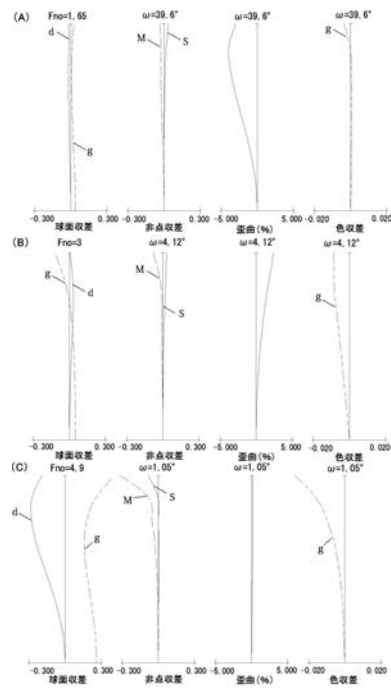 (A)
Fno=1.65 ω=39.6° ω=39.6° ω=39.6°
d M S g
g
-0.300 0.300 -0.300 0.300 -5.000 5.000 -0.020 0.020
球面収差 非点収差 歪曲(%) 色収差
(B)
Fno=3 ω=4.12° ω=4.12° ω=4.12°
g d M S g
-0.300 0.300 -0.300 0.300 -5.000 5.000 -0.020 0.020
球面収差 非点収差 歪曲(%) 色収差
(C)
Fno=4.9 ω=1.05° ω=1.05° ω=1.05°
d g M S g
-0.300 0.300 -0.300 0.300 -5.000 5.000 -0.020 0.020
球面収差 非点収差 歪曲(%) 色収差